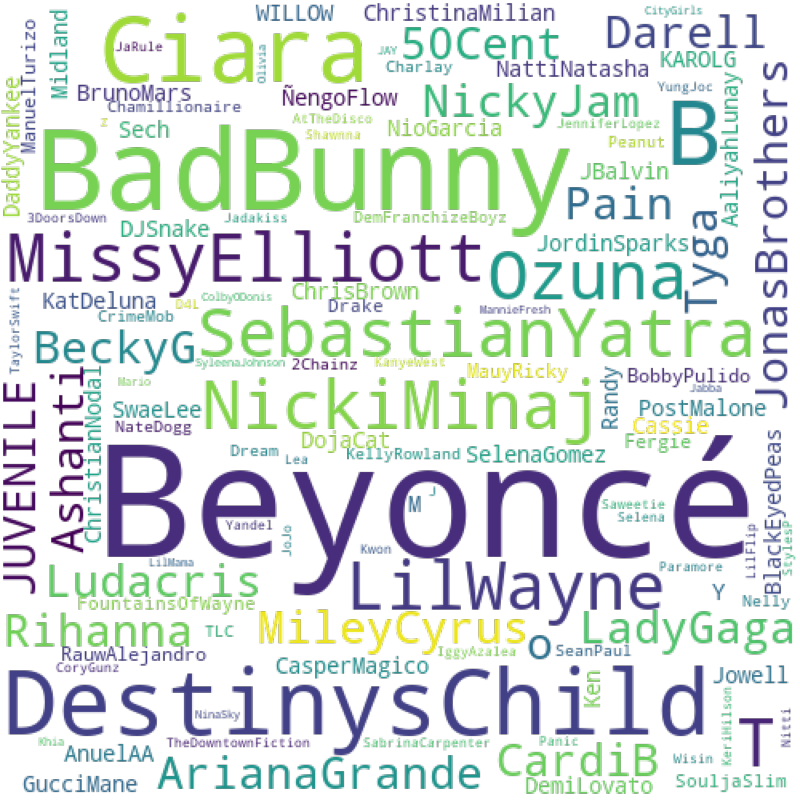 WILLOW
ChristinaMilian
CityGirls
Ciara
50Cent
Darell
JaRule
Olivia
JAY
Charlay
NattiNatasha
KAROLG
Midland
Manuelturizo
DaddyYankee
BrunoMars
Chamillionaire
ÑengoFlow
NickyJam
YungJoc
B
AaliyahLunay
JonasBrothers
Z
Sech
AtTheDisco
Shawnna
NioGarcia
JenniferLopez
Peanut
BadBunny
JBalvin
Pain
3DoorsDown
DJSnake
Jadakiss
DemFranchizeBoyz
JordinSparks
Tyga
MissyElliott
Ozuna
TaylorSwift
KatDeluna
D4L
ColbyODonis
ChrisBrown
Drake
MannieFresh
CrimeMob
BeckyG
SebastianYatra
SyleenaJohnson
2Chainz
KanyeWest
MauyRicky
BobbyPulido
Jabba
JUVENILE
Ashanti
ChristianNodal
Mario
SwaeLee
NateDogg
NickiMinaj
Randy
PostMalone
Cassie
Fergie
DojaCat
Dream
Lea
KellyRowland
SelenaGomez
BlackEyedPeas
Beyoncé
Yandel
JoJo
M
J
Saweetie
Selena
LilFlip
StylesP
Kwon
LilMama
Paramore
Ludacris
LilWayne
Y
Nelly
FountainsOfWayne
Rihanna
TLC
MileyCyrus
O
LadyGaga
RauwAlejandro
CoryGunz
CasperMagico
IggyAzalea
SeanPaul
Ken
Jowell
DestinysChild
NinaSky
T
KeriHilson
Nitti
Khia
AnuelAA
TheDowntownFiction
SabrinaCarpenter
Panic
CardiB
Wisin
GucciMane
ArianaGrande
DemiLovato
SouljaSlim